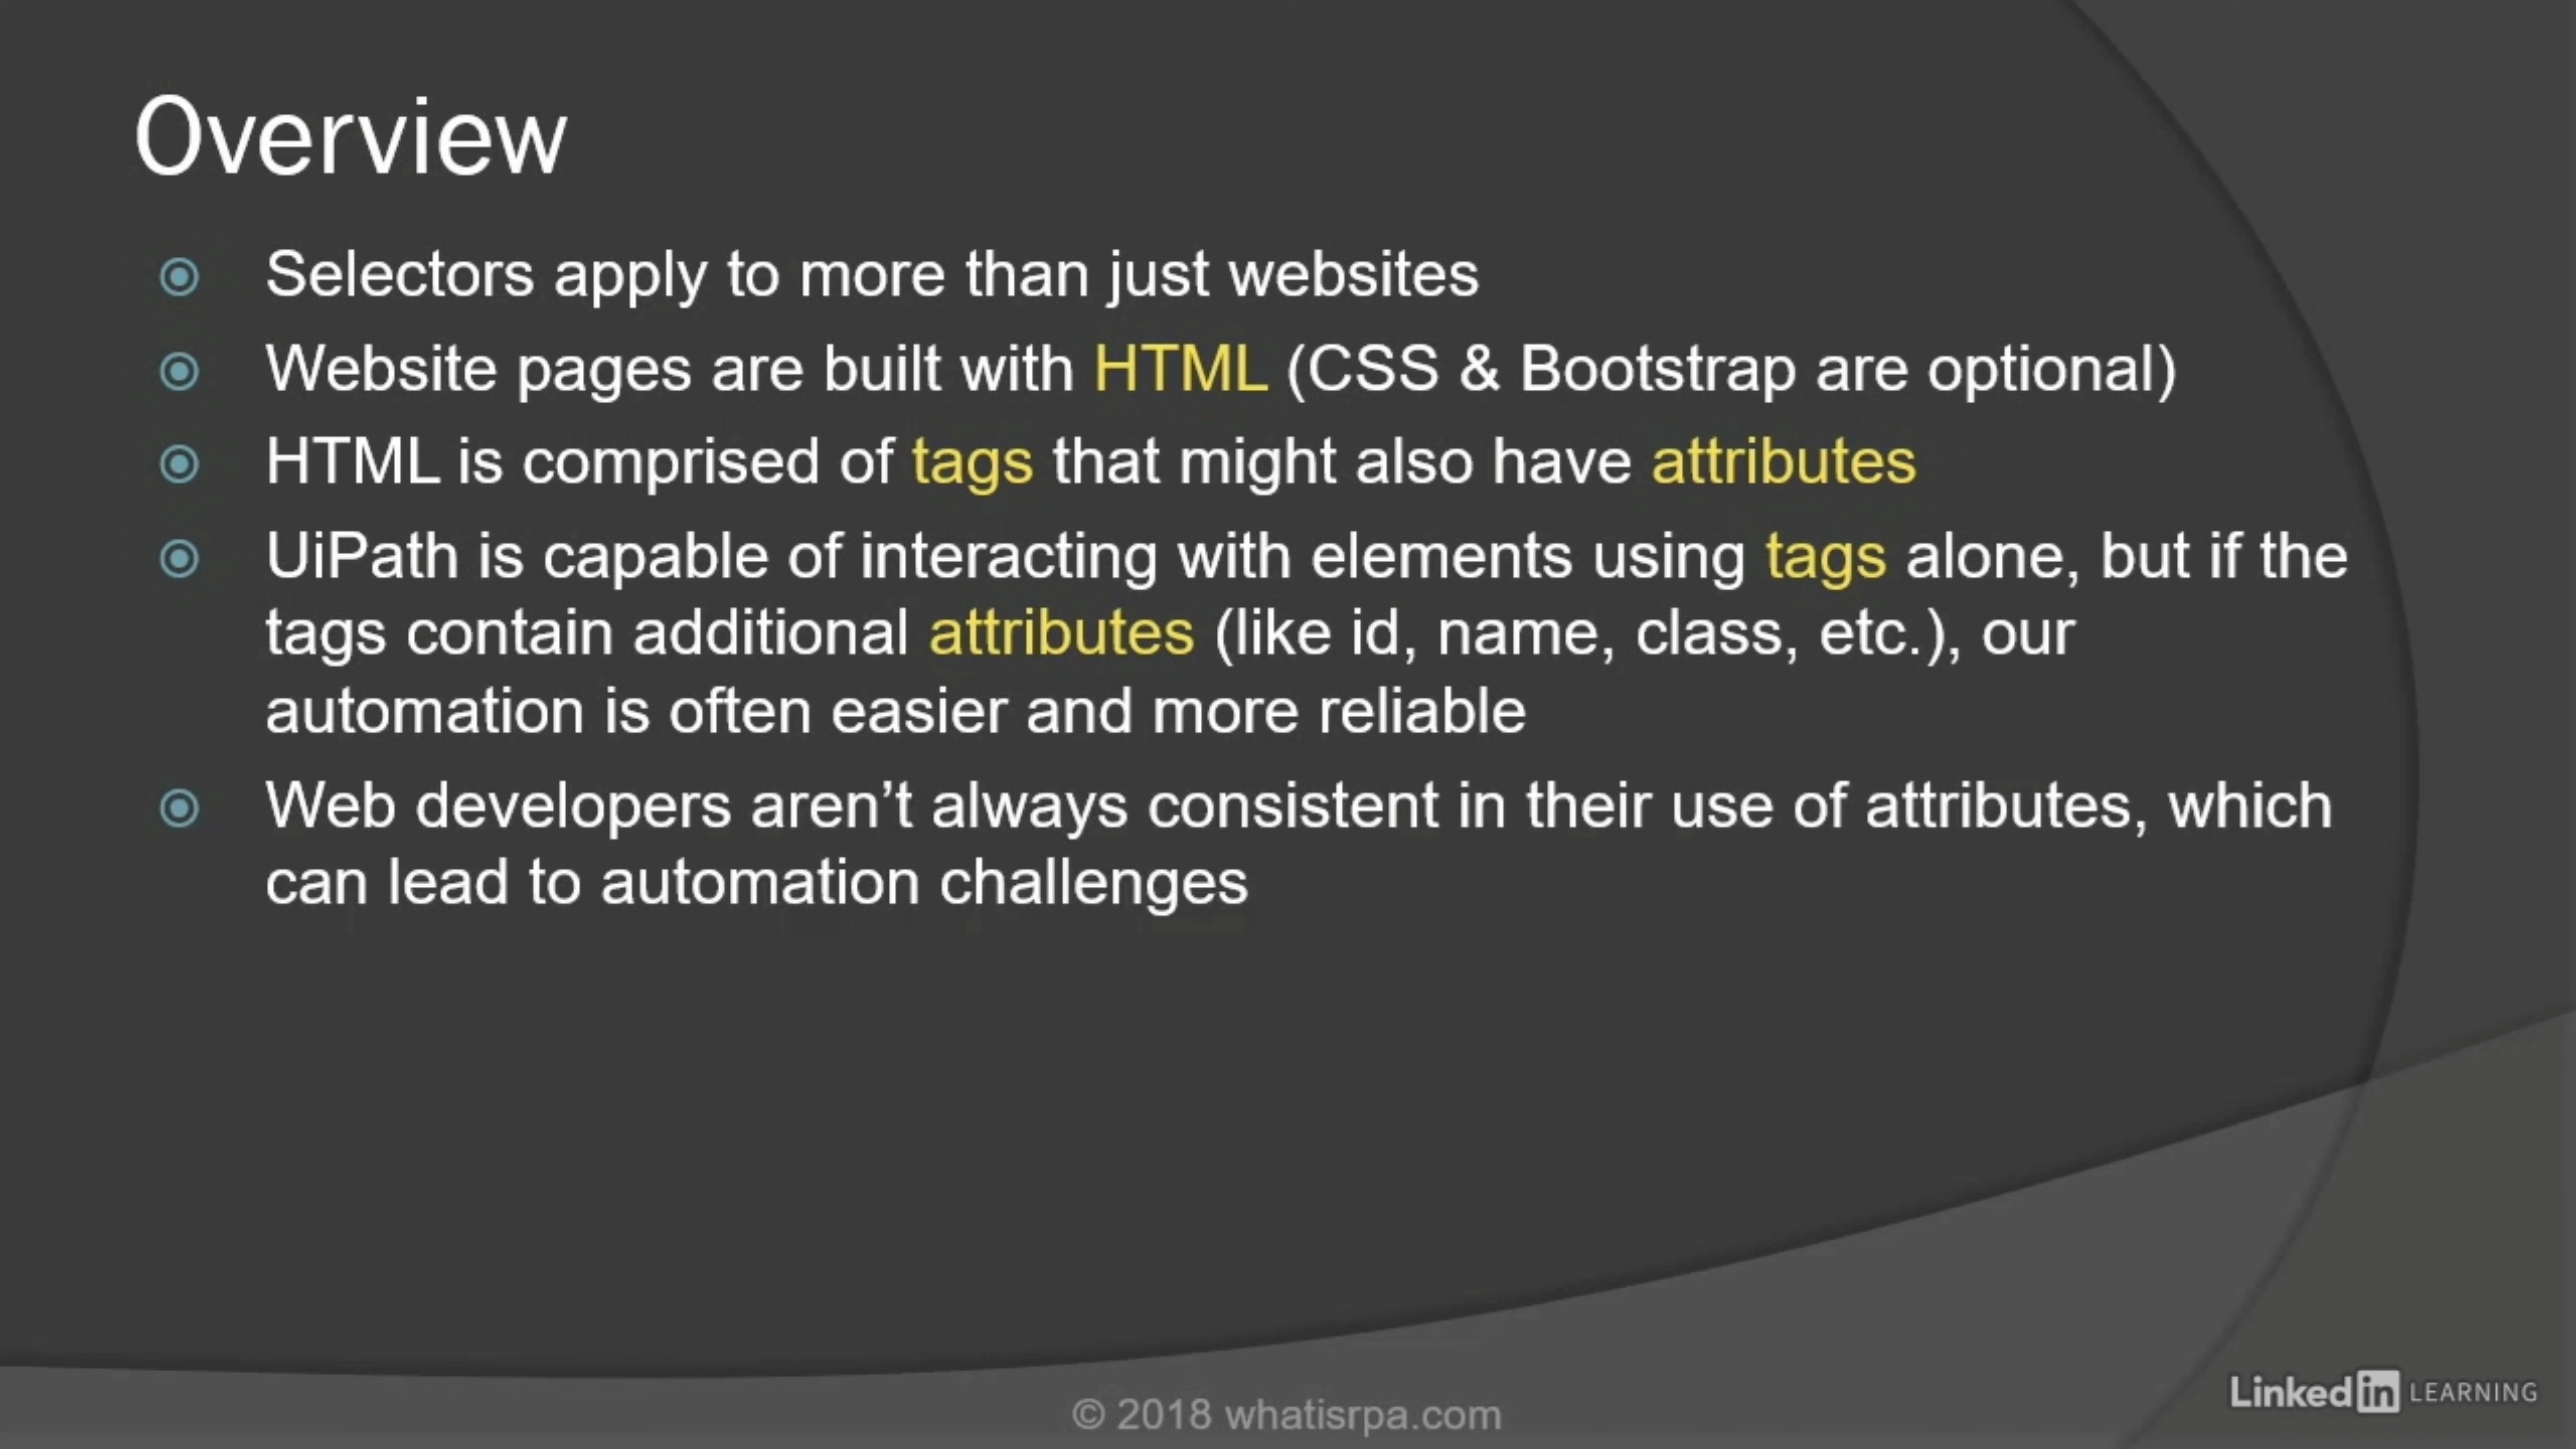 Overview
Selectors apply to more than just websites
Website pages are built with HTML (CSS & Bootstrap are optional)
HTML is comprised of tags that might also have attributes
UiPath is capable of interacting with elements using tags alone, but if the
tags contain additional attributes (like id, name, class, etc.), our
automation is often easier and more reliable
Web developers aren’t always consistent in their use of attributes, which
can lead to automation challenges
© 2018 whatisrpa.com
Linked in LEARNING